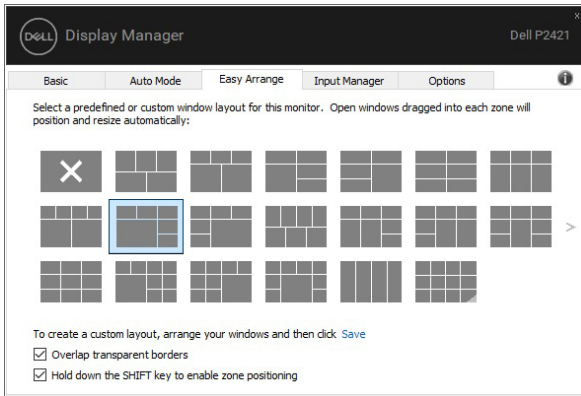 DELL Display Manager
Dell P2421
Basic Auto Mode Easy Arrange Input Manager Options
Select a predefined or custom window layout for this monitor. Open windows dragged into each zone will
position and resize automatically:
To create a custom layout, arrange your windows and then click Save
Overlap transparent borders
Hold down the SHIFT key to enable zone positioning